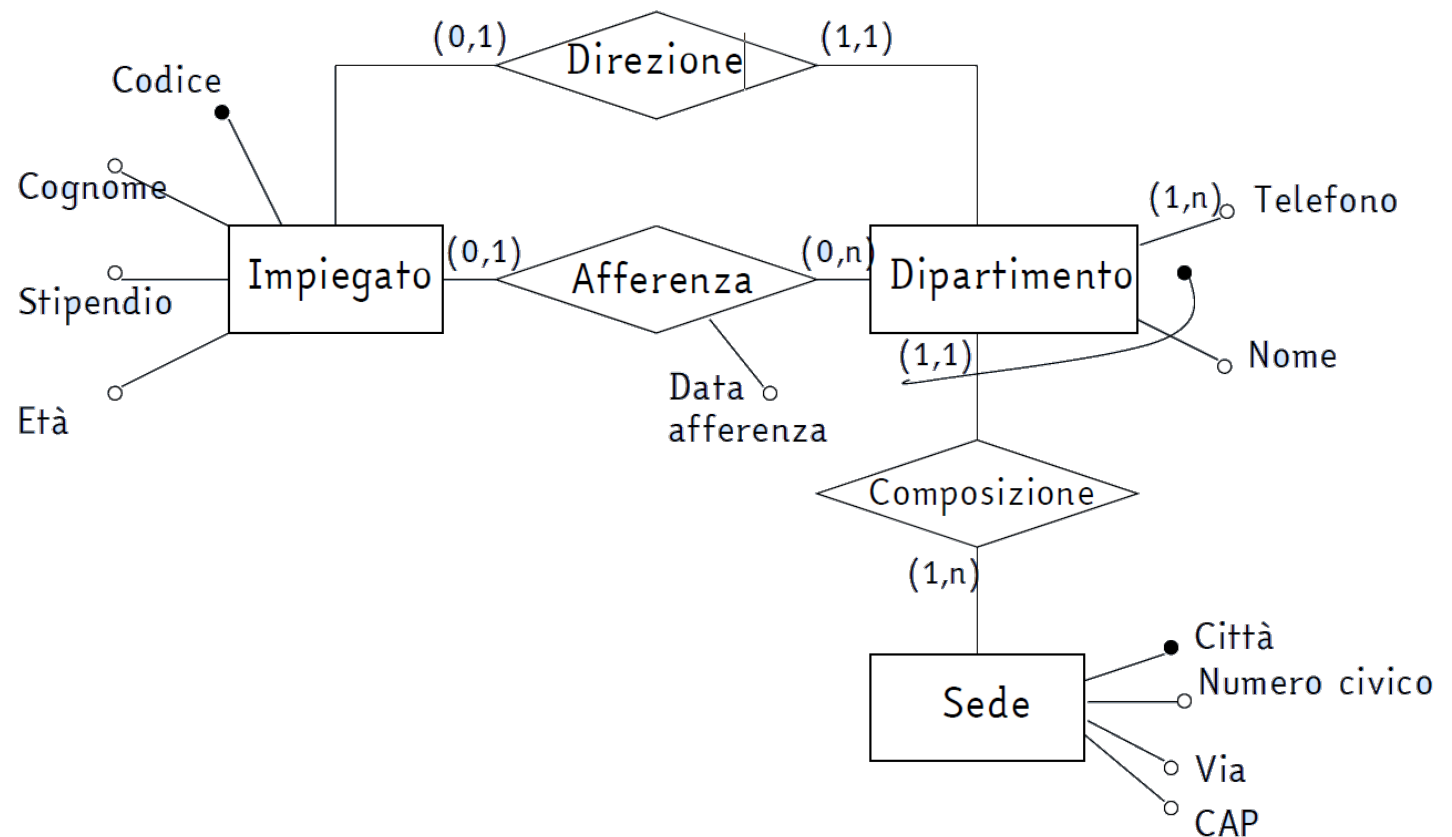 (0,1)
Direzione
(1,1)
Codice
Cognome
(1,n)
Telefono
Impiegato
(0,1)
Afferenza
(0,n)
Dipartimento
Stipendio
(1,1)
Nome
Data
afferenza
Età
Composizione
(1,n)
Città
Numero civico
Sede
Via
CAP